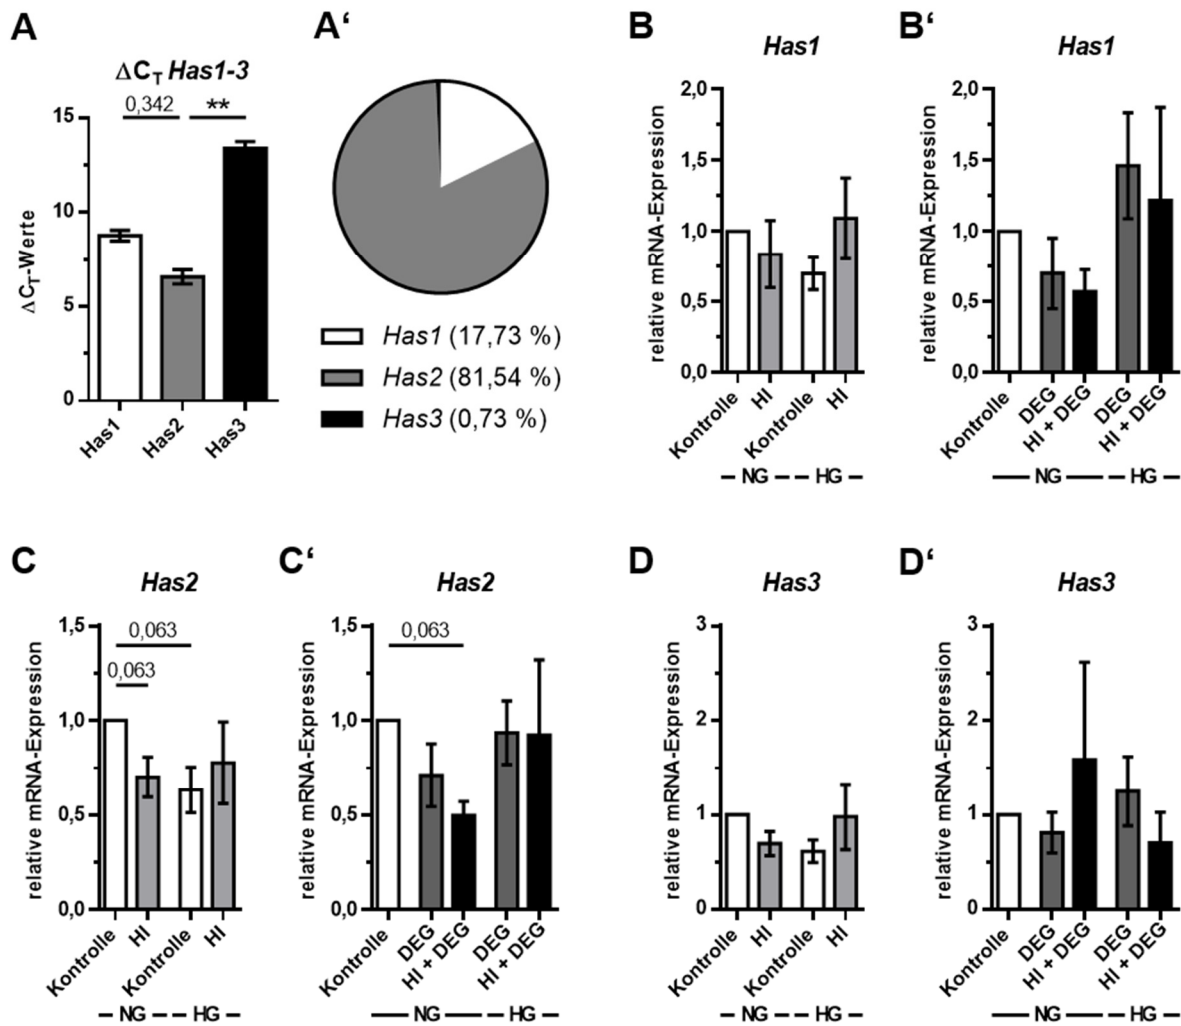 A
ΔCT Has1-3
0,342
**
ΔCT-Werte
15
10
5
0
Has1
Has2
Has3
A‘
Has1 (17,73 %)
Has2 (81,54 %)
Has3 (0,73 %)
B
Has1
relative mRNA-Expression
2,0
1,5
1,0
0,5
0,0
Kontrolle
HI
Kontrolle
HI
NG
HG
B‘
Has1
relative mRNA-Expression
2,0
1,5
1,0
0,5
0,0
Kontrolle
DEG
HI + DEG
DEG
HI + DEG
NG
HG
C
Has2
relative mRNA-Expression
1,5
1,0
0,5
0,0
0,063
0,063
Kontrolle
HI
Kontrolle
HI
NG
HG
C‘
Has2
relative mRNA-Expression
1,5
1,0
0,5
0,0
0,063
Kontrolle
DEG
HI + DEG
DEG
HI + DEG
NG
HG
D
Has3
relative mRNA-Expression
3
2
1
0
Kontrolle
HI
Kontrolle
HI
NG
HG
D‘
Has3
relative mRNA-Expression
3
2
1
0
Kontrolle
DEG
HI + DEG
DEG
HI + DEG
NG
HG